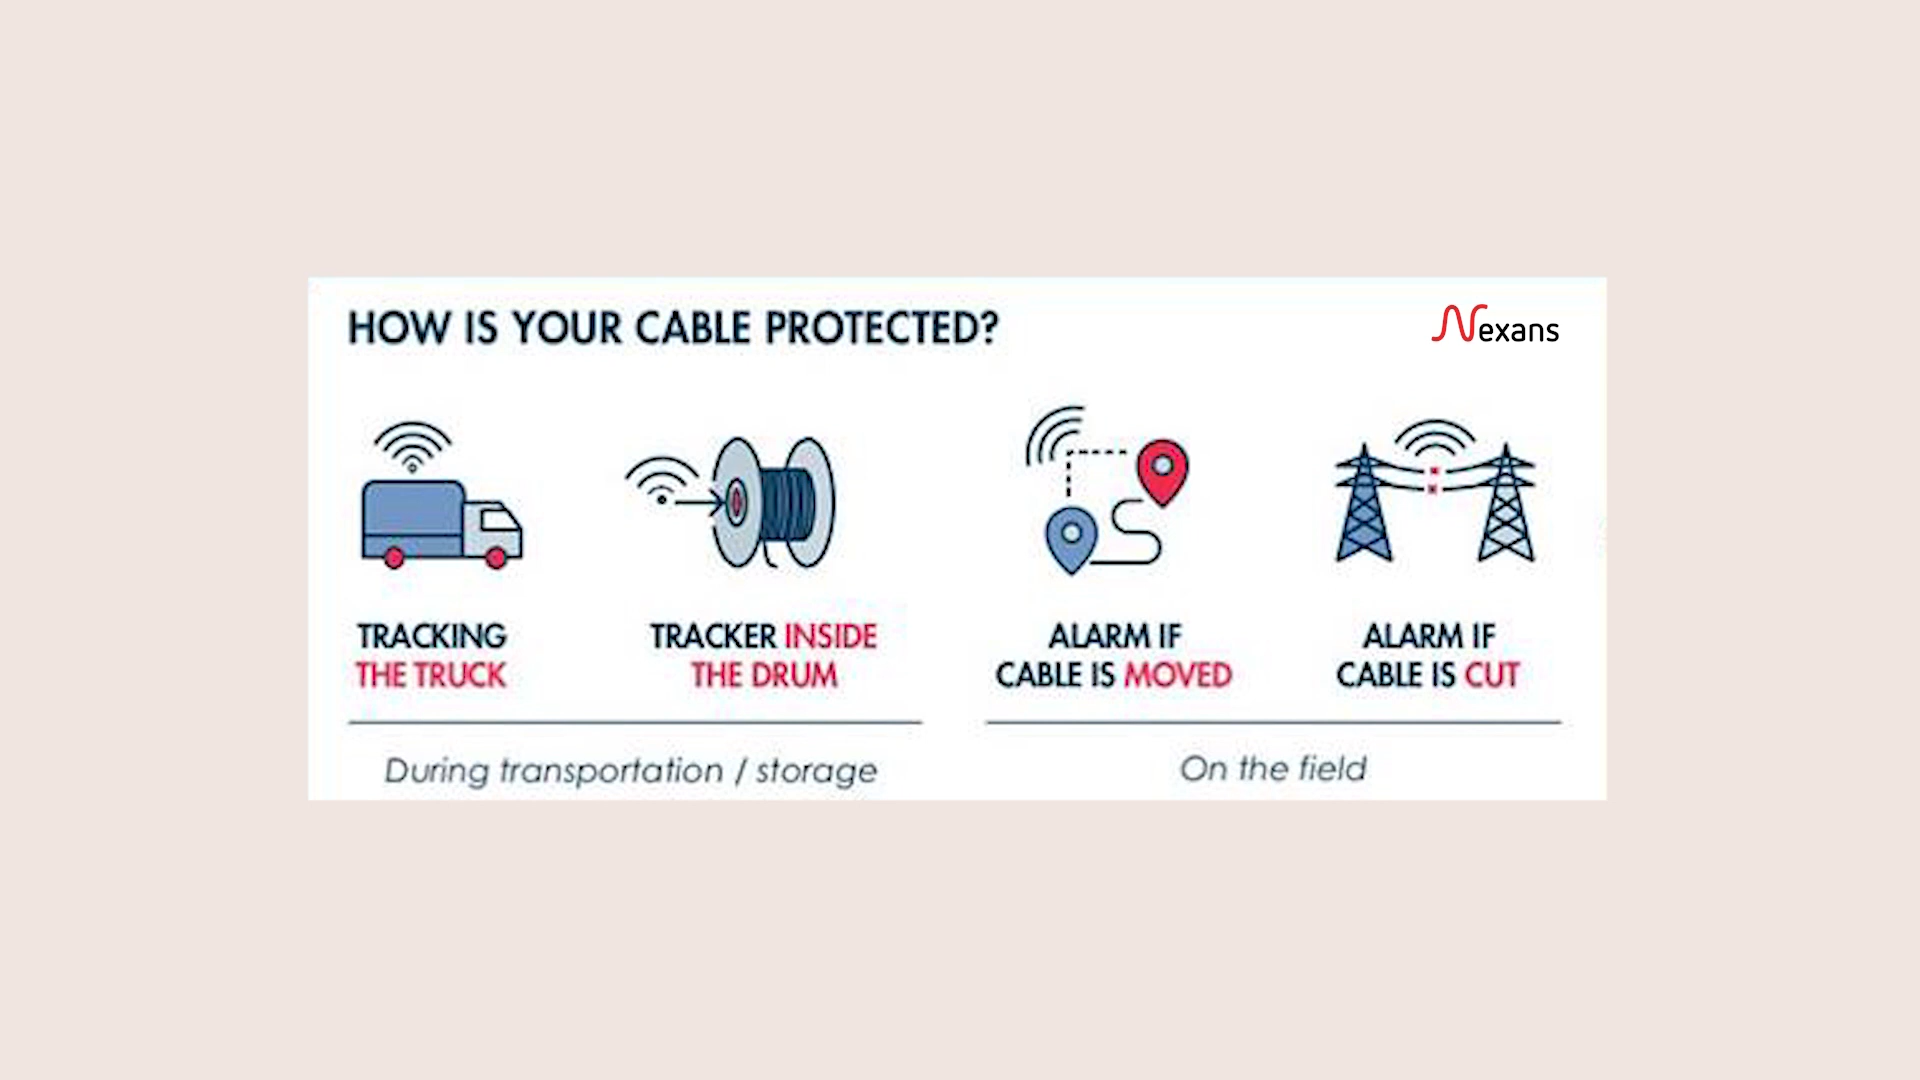 HOW IS YOUR CABLE PROTECTED?
Nexans
TRACKING
THE TRUCK
TRACKER INSIDE
THE DRUM
ALARM IF
CABLE IS MOVED
ALARM IF
CABLE IS CUT
During transportation / storage
On the field